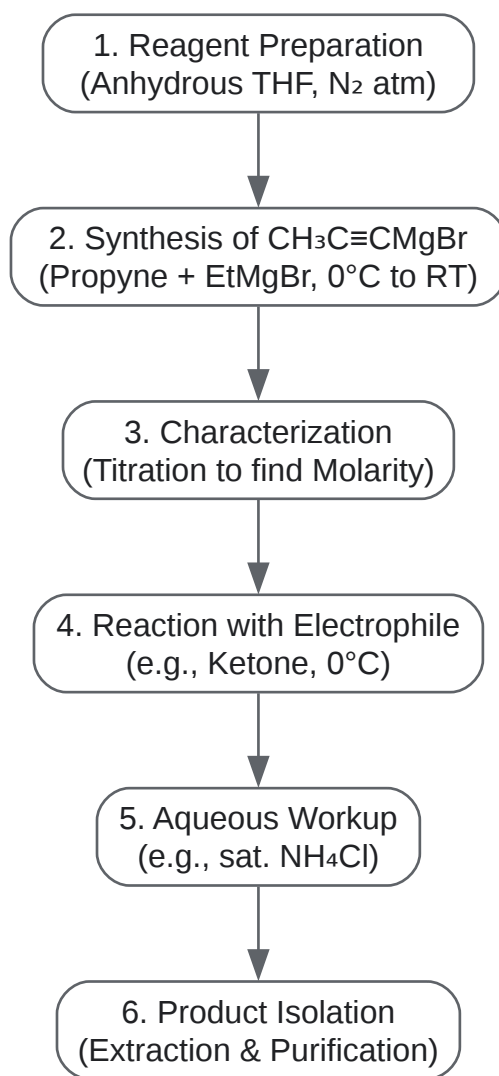 1. Reagent Preparation
(Anhydrous THF, N₂ atm)
2. Synthesis of CH₃C≡CMgBr
(Propyne + EtMgBr, 0°C to RT)
3. Characterization
(Titration to find Molarity)
4. Reaction with Electrophile
(e.g., Ketone, 0°C)
5. Aqueous Workup
(e.g., sat. NH₄Cl)
6. Product Isolation
(Extraction & Purification)